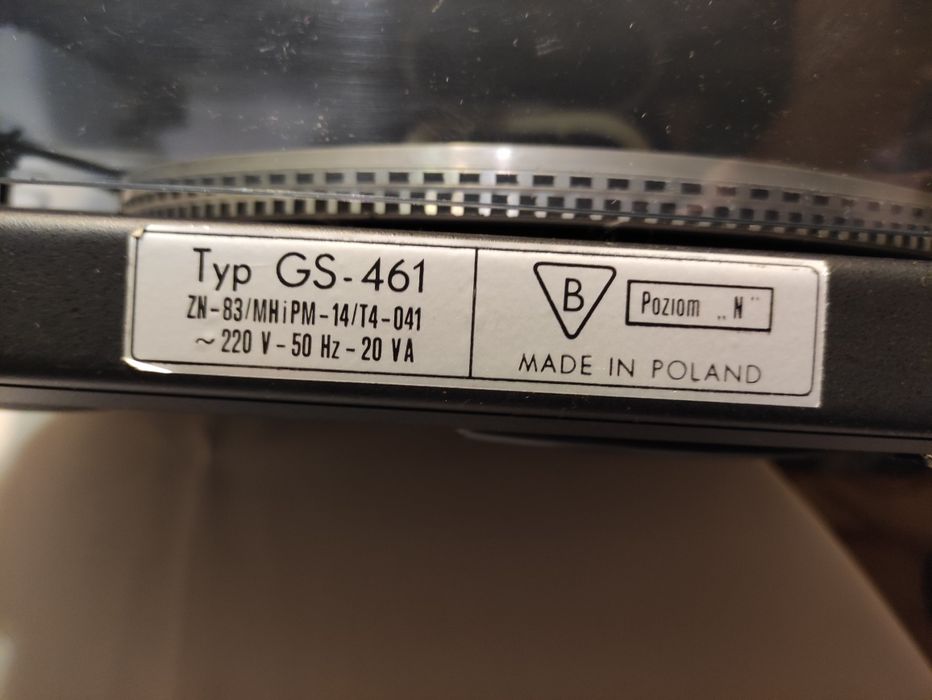 Typ GS-461
ZN-83/MHiPM-14/T4-041
~ 220 V - 50 Hz - 20 VA
B
Poziom „N”
MADE IN POLAND